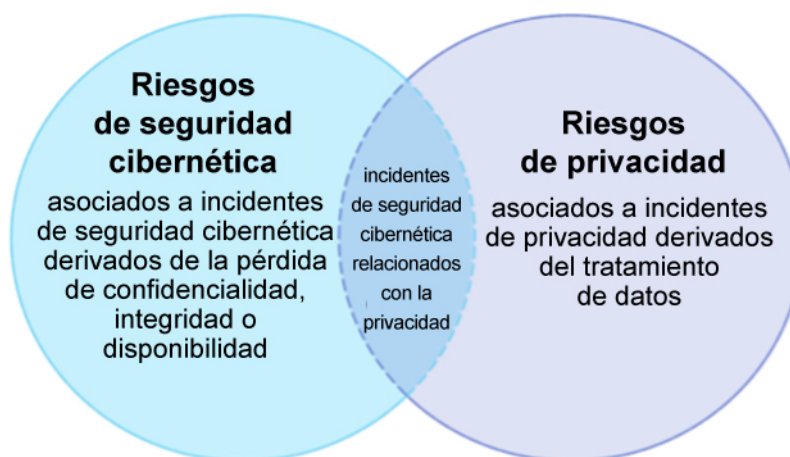 Riesgos
de seguridad
cibernética
asociados a incidentes
de seguridad cibernética
derivados de la pérdida
de confidencialidad,
integridad o
disponibilidad
incidentes
de seguridad
cibernética
relacionados
con la
privacidad
Riesgos
de privacidad
asociados a incidentes
de privacidad derivados
del tratamiento
de datos